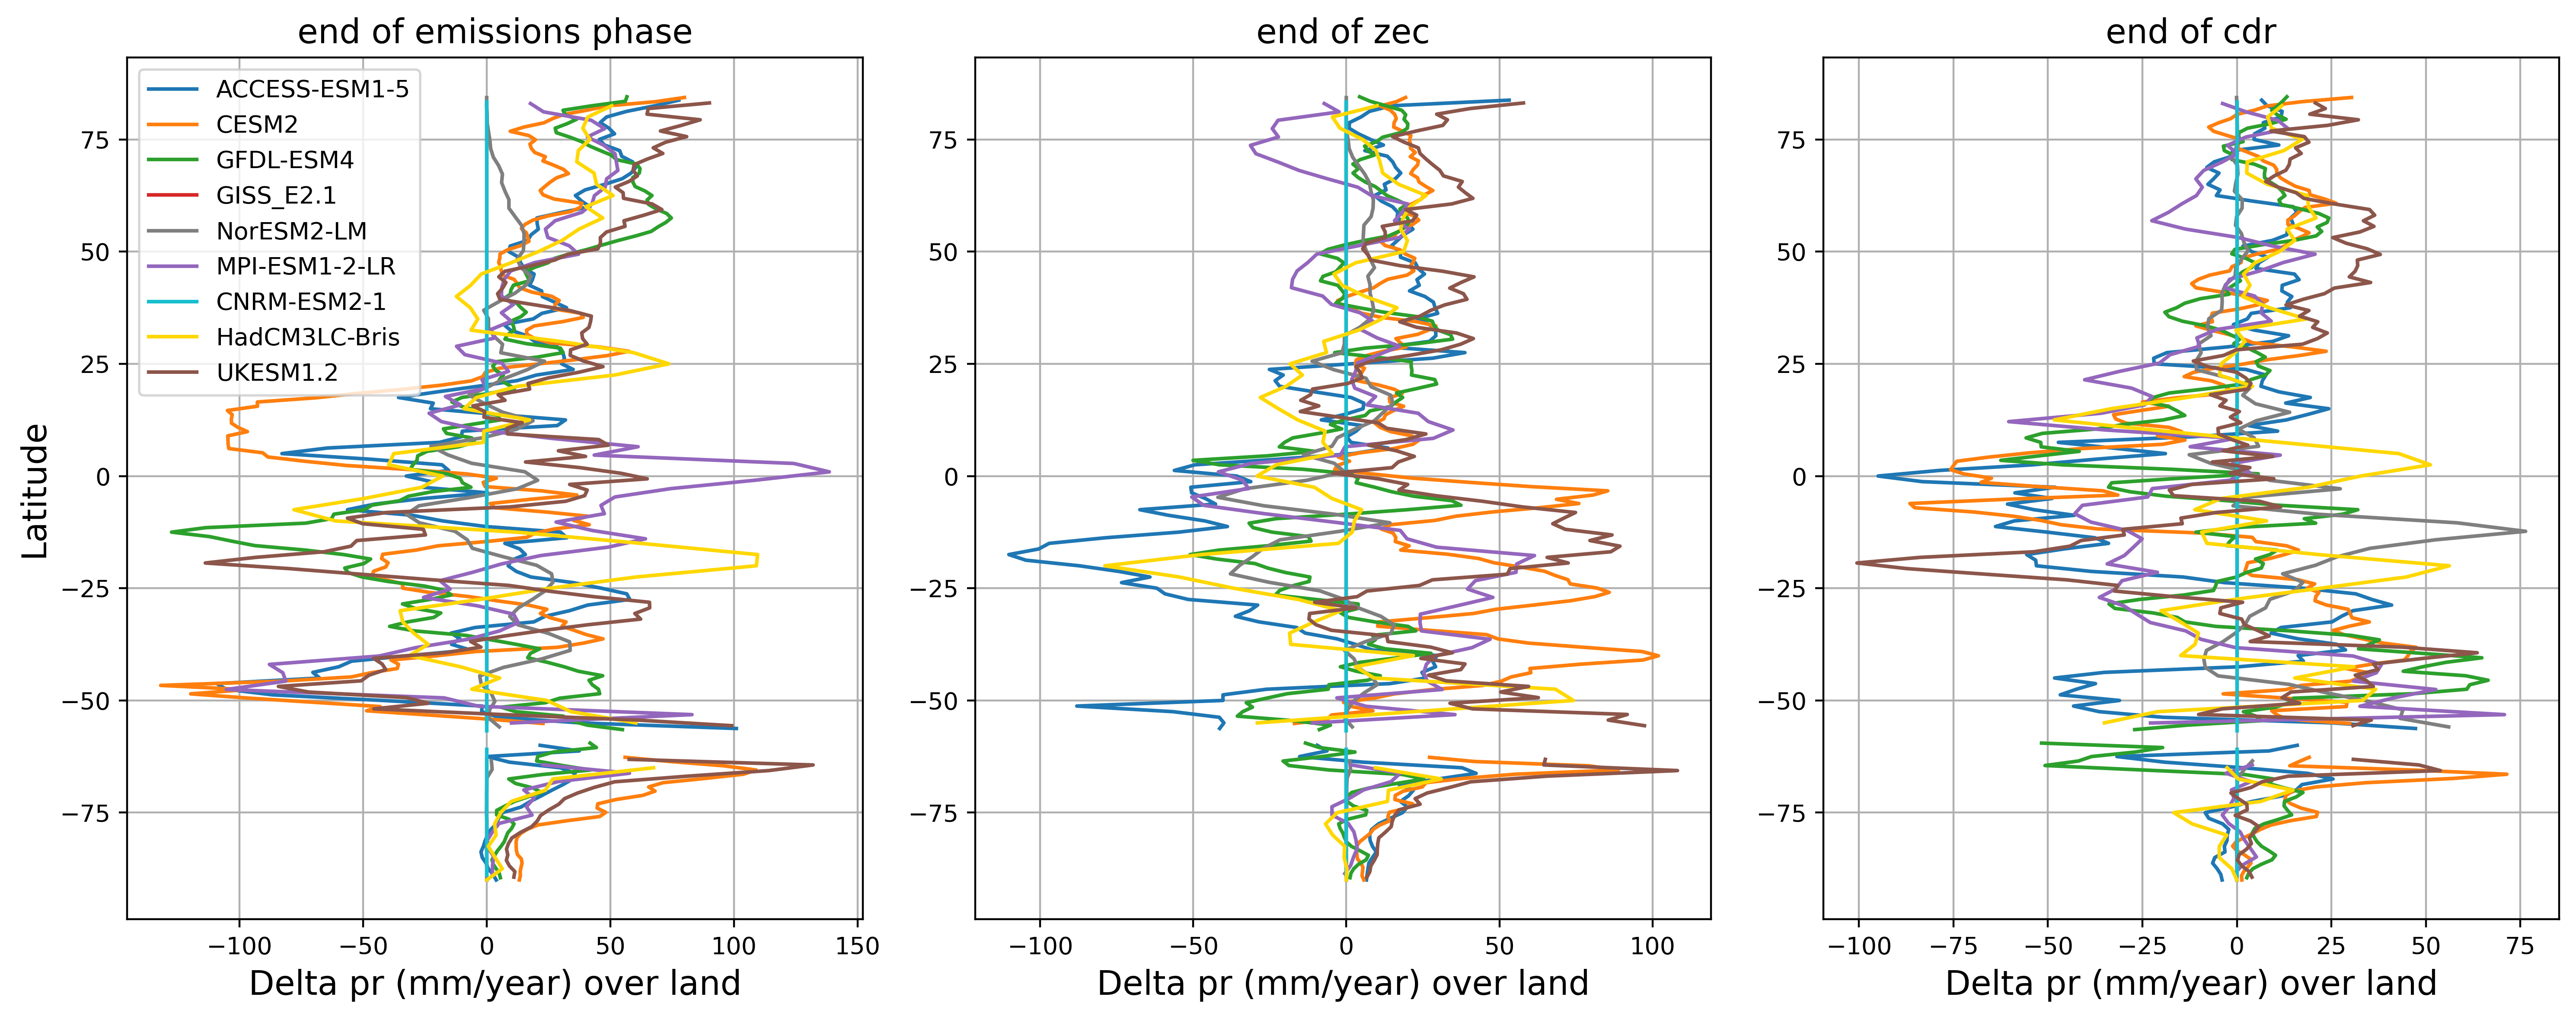 end of emissions phase
end of zec
end of cdr
ACCESS-ESM1-5
CESM2
GFDL-ESM4
GISS_E2.1
NorESM2-LM
MPI-ESM1-2-LR
CNRM-ESM2-1
HadCM3LC-Bris
UKESM1.2
Latitude
75
50
25
0
−25
−50
−75
−100
−50
0
50
100
150
Delta pr (mm/year) over land
75
50
25
0
−25
−50
−75
−100
−50
0
50
100
Delta pr (mm/year) over land
75
50
25
0
−25
−50
−75
−100
−75
−50
−25
0
25
50
75
Delta pr (mm/year) over land